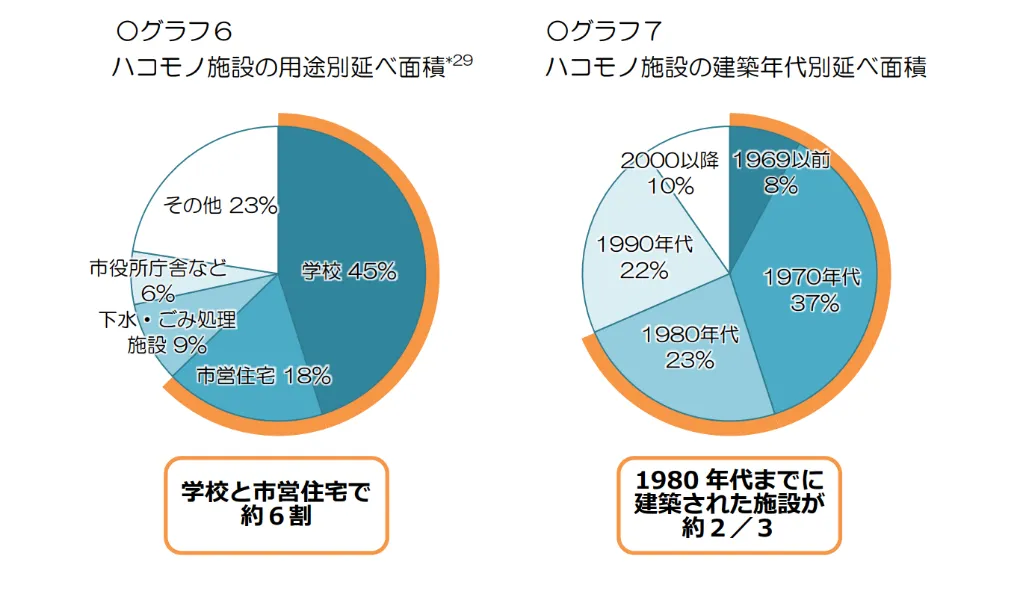 〇グラフ6
ハコモノ施設の用途別延べ面積*29
その他 23%
市役所庁舎など
6%
下水・ごみ処理
施設 9%
市営住宅 18%
学校 45%
学校と市営住宅で
約6割
〇グラフ7
ハコモノ施設の建築年代別延べ面積
2000以降
10%
1969以前
8%
1990年代
22%
1970年代
37%
1980年代
23%
1980 年代までに
建築された施設が
約2/3